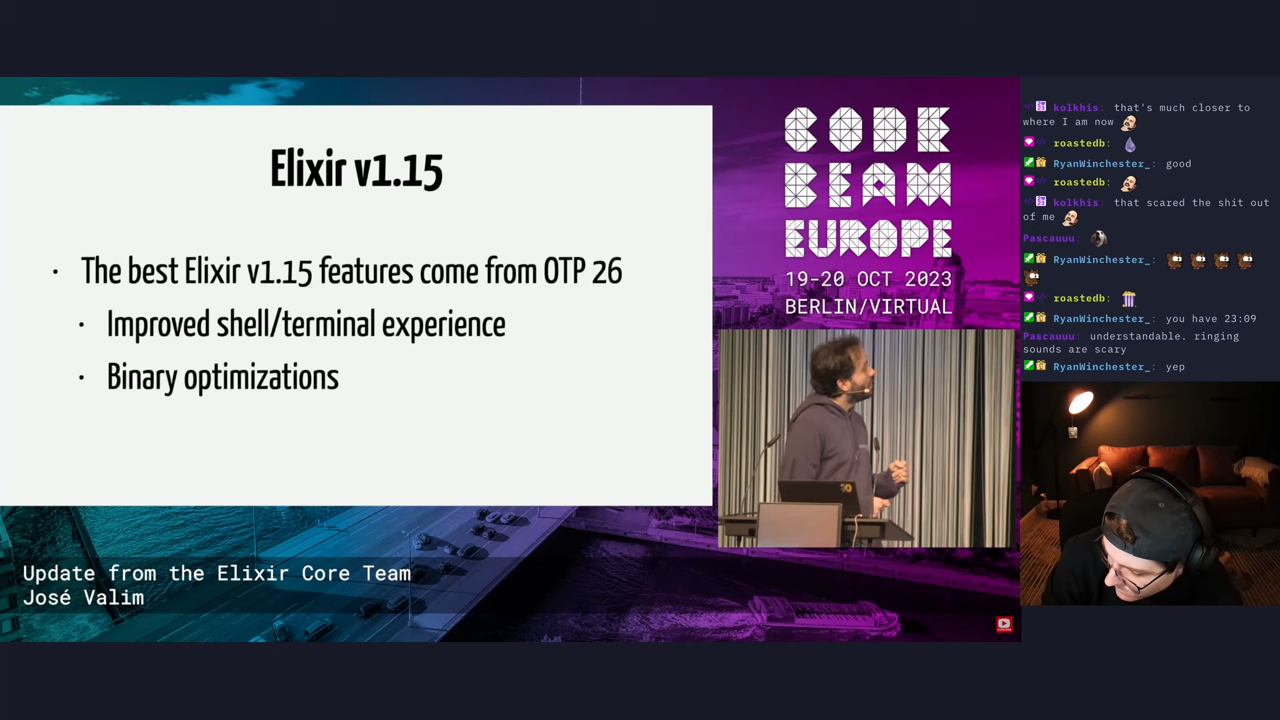 Elixir v1.15
· The best Elixir v1.15 features come from OTP 26
· Improved shell/terminal experience
· Binary optimizations
CODE
BEAM
EUROPE
19-20 OCT 2023
BERLIN/VIRTUAL
Update from the Elixir Core Team
José Valim
kolkhis: that's much closer to
where I am now
roastedb:
RyanWinchester_: good
roastedb:
kolkhis: that scared the shit out
of me
Pascauuu:
RyanWinchester_:
roastedb:
RyanWinchester_: you have 23:09
Pascauuu: understandable. ringing
sounds are scary
RyanWinchester_: yep